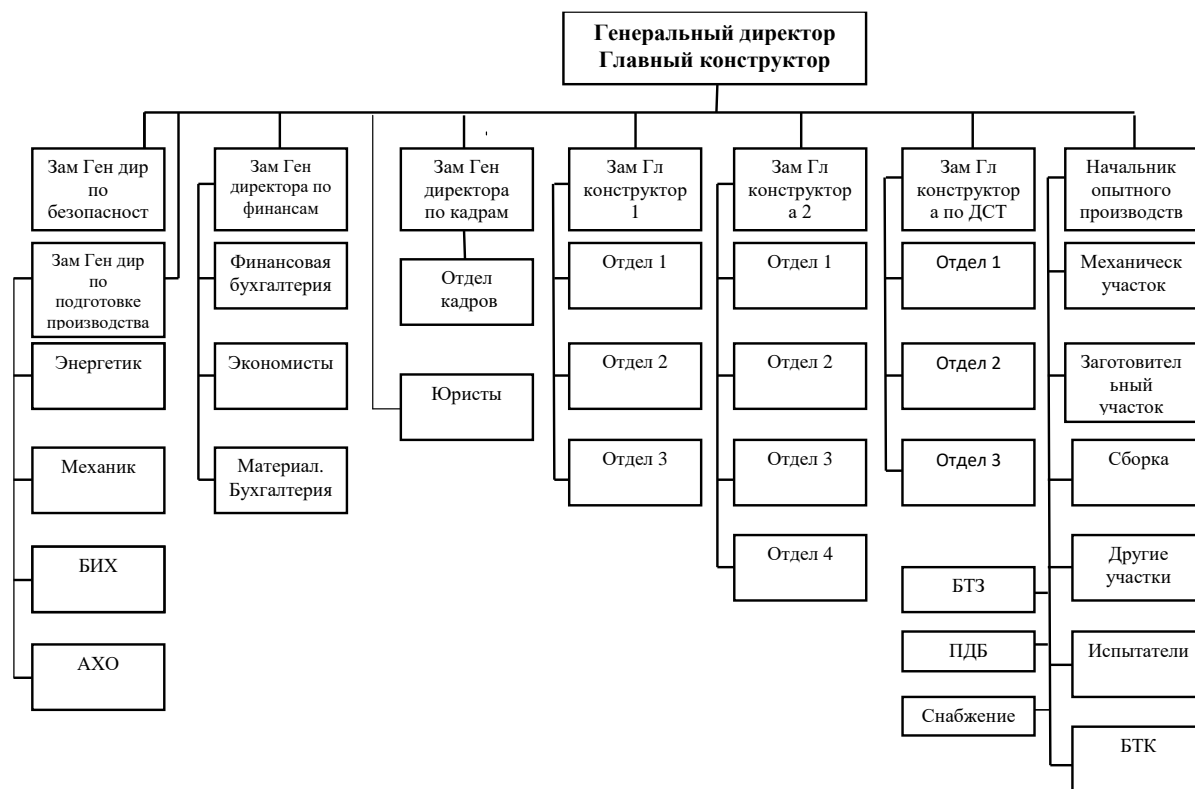 Генеральный директор
Главный конструктор
Зам Ген дир
по
безопасност
Зам Ген
директора по
финансам
Зам Ген
директора
по кадрам
Зам Гл
конструктор
1
Зам Гл
конструктор
а 2
Зам Гл
конструктор
а по ДСТ
Начальник
опытного
производств
Зам Ген дир
по
подготовке
производства
Финансовая
бухгалтерия
Отдел
кадров
Отдел 1
Отдел 1
Отдел 1
Механическ
участок
Энергетик
Экономисты
Юристы
Отдел 2
Отдел 2
Отдел 2
Заготовител
ьный
участок
Механик
Материал.
Бухгалтерия
Отдел 3
Отдел 3
Отдел 3
Сборка
БИХ
Отдел 4
БТЗ
Другие
участки
АХО
ПДБ
Испытатели
Снабжение
БТК